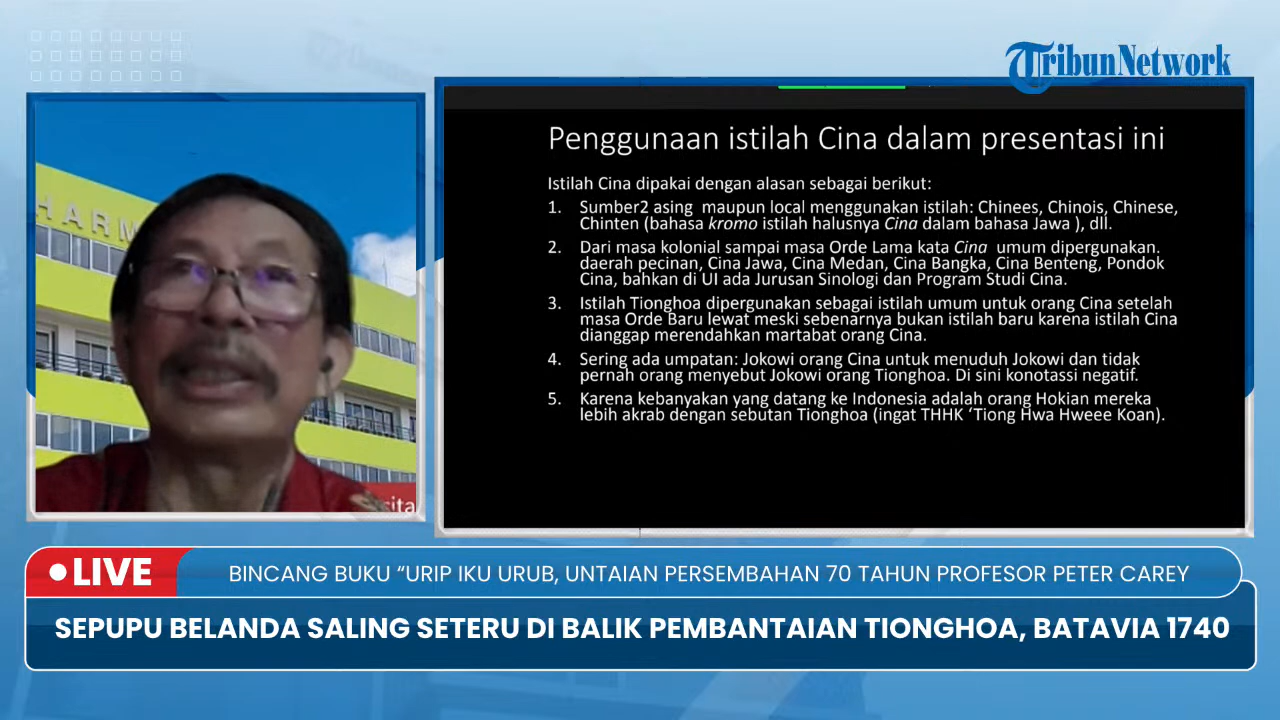 TribunNetwork
HARM
sita
Penggunaan istilah Cina dalam presentasi ini
Istilah Cina dipakai dengan alasan sebagai berikut:
1. Sumber2 asing maupun local menggunakan istilah: Chinees, Chinois, Chinese,
Chinten (bahasa kromo istilah halusnya Cina dalam bahasa Jawa ), dll.
2. Dari masa kolonial sampai masa Orde Lama kata Cina umum dipergunakan.
daerah pecinan, Cina Jawa, Cina Medan, Cina Bangka, Cina Benteng, Pondok
Cina, bahkan di UI ada Jurusan Sinologi dan Program Studi Cina.
3. Istilah Tionghoa dipergunakan sebagai istilah umum untuk orang Cina setelah
masa Orde Baru lewat meski sebenarnya bukan istilah baru karena istilah Cina
dianggap merendahkan martabat orang Cina.
4. Sering ada umpatan: Jokowi orang Cina untuk menuduh Jokowi dan tidak
pernah orang menyebut Jokowi orang Tionghoa. Di sini konotassi negatif.
5. Karena kebanyakan yang datang ke Indonesia adalah orang Hokian mereka
lebih akrab dengan sebutan Tionghoa (ingat THHK ‘Tiong Hwa Hweee Koan).
LIVE
BINCANG BUKU “URIP IKU URUB, UNTAIAN PERSEMBAHAN 70 TAHUN PROFESOR PETER CAREY
SEPUPU BELANDA SALING SETERU DI BALIK PEMBANTAIAN TIONGHOA, BATAVIA 1740